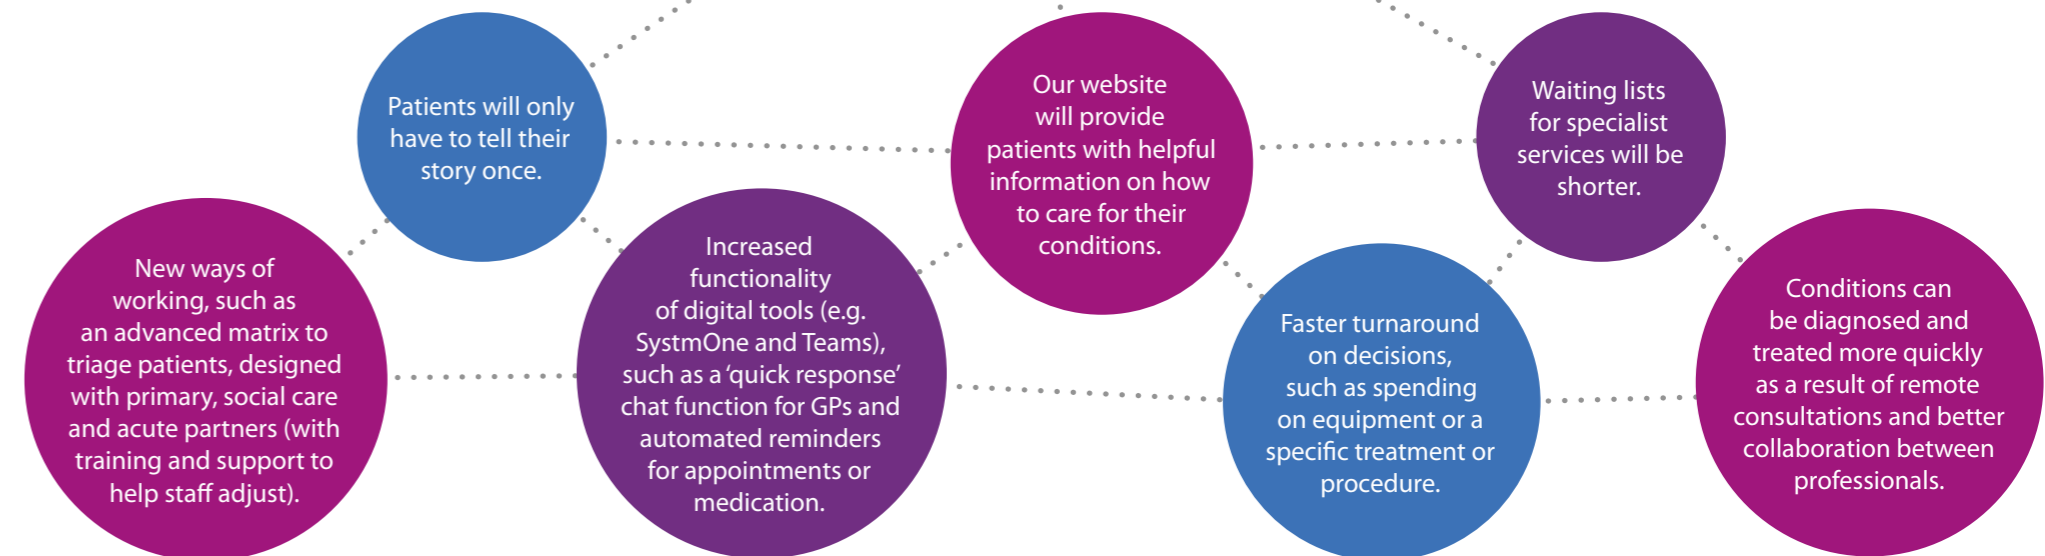 Patients will only
have to tell their
story once.
Our website
will provide
patients with helpful
information on how
to care for their
conditions.
Waiting lists
for specialist
services will be
shorter.
New ways of
working, such as
an advanced matrix to
triage patients, designed
with primary, social care
and acute partners (with
training and support to
help staff adjust).
Increased
functionality
of digital tools (e.g.
SystmOne and Teams),
such as a ‘quick response’
chat function for GPs and
automated reminders
for appointments or
medication.
Faster turnaround
on decisions,
such as spending
on equipment or a
specific treatment or
procedure.
Conditions can
be diagnosed and
treated more quickly
as a result of remote
consultations and better
collaboration between
professionals.